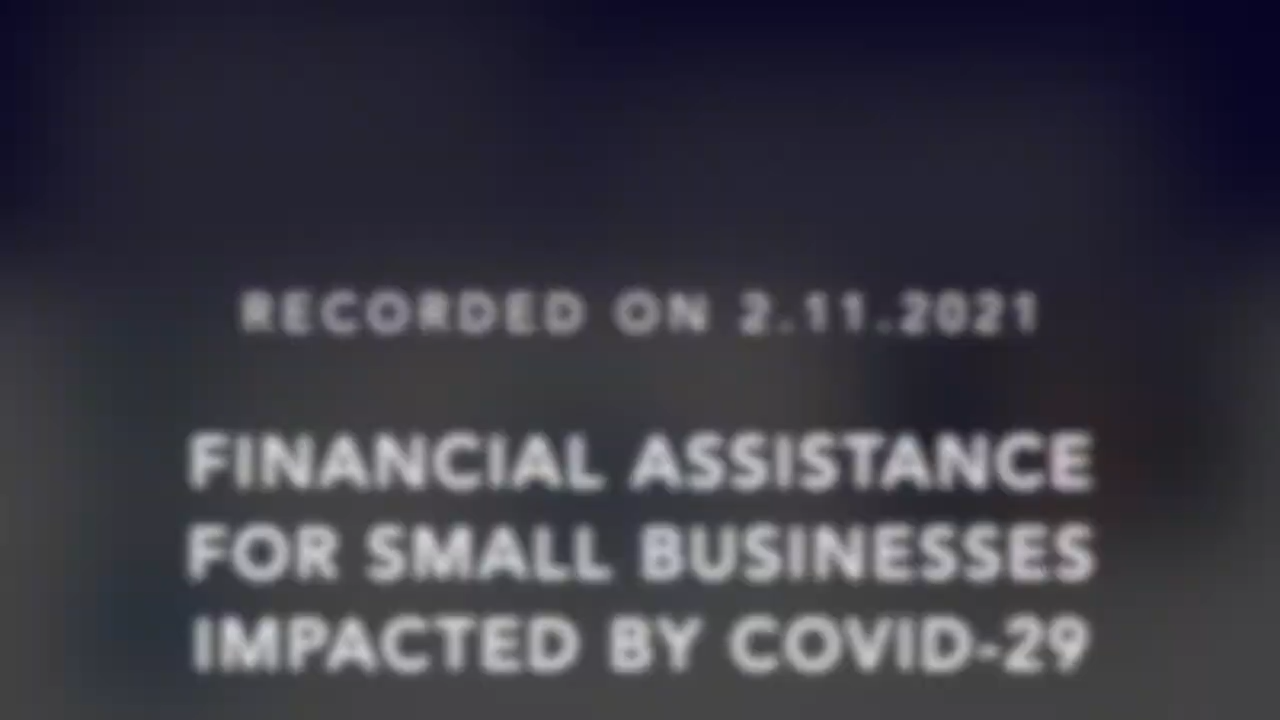 RECORDED ON 2.11.2021
FINANCIAL ASSISTANCE
FOR SMALL BUSINESSES
IMPACTED BY COVID-29